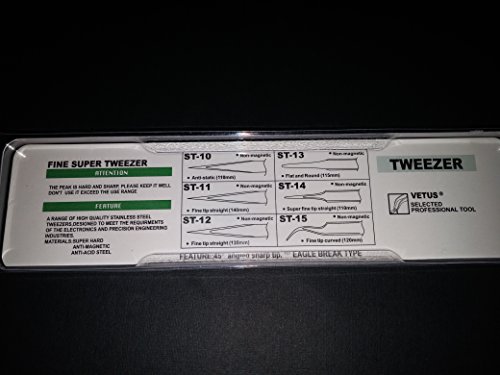 FINE SUPER TWEEZER
ATTENTION
THE PEAK IS HARD AND SHARP. PLEASE KEEP IT WELL
DON'T USE IT EXCEED THE RANGE
FEATURE
A RANGE OF HIGH QUALITY STAINLESS STEEL
TWEEZERS.DESIGNED TO MEET THE REQUIRMENTS
OF THE ELECTRONICS AND PRECISION ENGINEERING
INDUSTRIES.
MATERIALS:SUPER HARD
ANTI-MAGNETIC
ANTI-ACID STEEL
ST-10
* Non-magnetic
* Anti-static (110mm)
ST-11
* Non-magnetic
* Fine tip straight (140mm)
ST-12
* Non-magnetic
* Fine tip straight (135mm)
ST-13
* Non-magnetic
* Flat and Round (115mm)
ST-14
* Non-magnetic
* Super fine tip straight (110mm)
ST-15
* Non-magnetic
* Fine tip curved (120mm)
FEATURE:45° angled sharp tip, EAGLE BREAK TYPE
TWEEZER
VETUS®
SELECTED
PROFESSIONAL TOOL